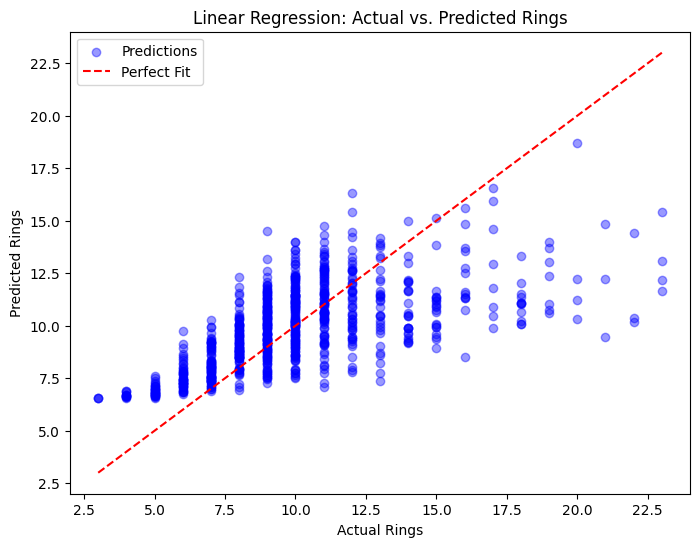 Linear Regression: Actual vs. Predicted Rings
Predictions
Perfect Fit
22.5
20.0
17.5
15.0
12.5
10.0
7.5
5.0
2.5
Predicted Rings
2.5 5.0 7.5 10.0 12.5 15.0 17.5 20.0 22.5
Actual Rings